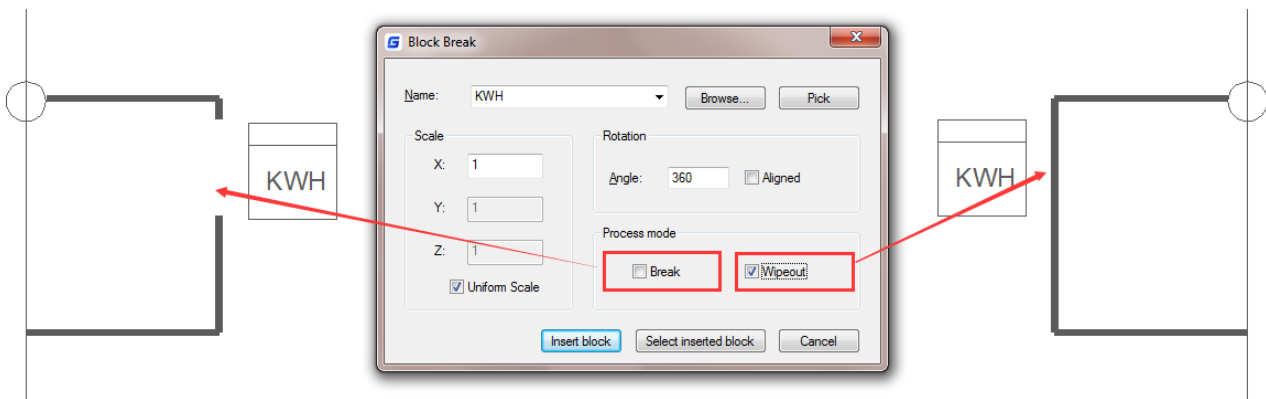 Block Break
Name: KWH Browse... Pick
Scale
X: 1
Y: 1
Z: 1
Uniform Scale
Rotation
Angle: 360 Aligned
Process mode
Break Wipeout
Insert block Select inserted block Cancel
KWH
KWH